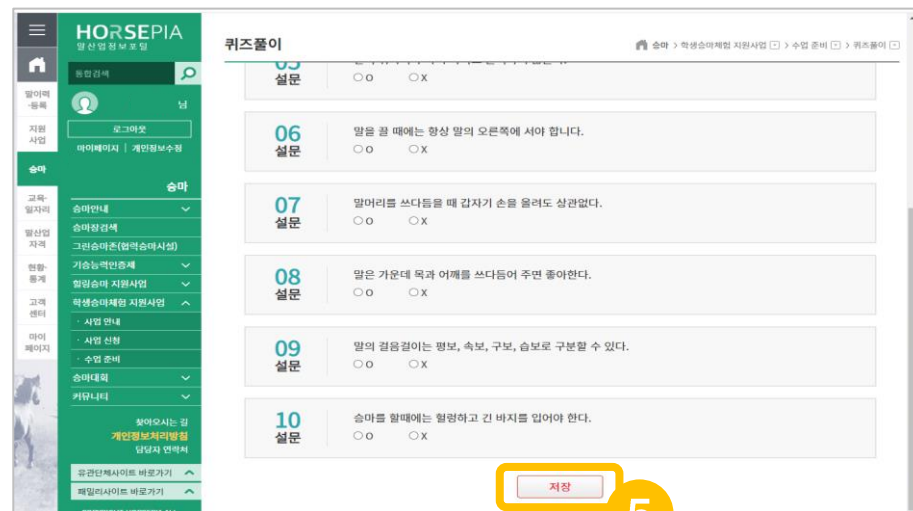 HORSEPIA
말산업정보포털
통합검색
님
로그아웃
마이페이지 | 개인정보수정
말이력
·등록
지원
사업
승마
교육·
일자리
말산업
자격
현황·
통계
고객
센터
마이
페이지
승마
승마안내
승마장검색
그린승마존(협력승마시설)
기승능력인증제
힐링승마 지원사업
학생승마체험 지원사업
· 사업 안내
· 사업 신청
· 수업 준비
승마대회
커뮤니티
찾아오시는 길
개인정보처리방침
담당자 연락처
유관단체사이트 바로가기
패밀리사이트 바로가기
퀴즈풀이
승마 > 학생승마체험 지원사업 > 수업 준비 > 퀴즈풀이
05
설문
O X
06 말을 끌 때에는 항상 말의 오른쪽에 서야 합니다.
설문 O X
07 말머리를 쓰다듬을 때 갑자기 손을 올려도 상관없다.
설문 O X
08 말은 가운데 목과 어깨를 쓰다듬어 주면 좋아한다.
설문 O X
09 말의 걸음걸이는 평보, 속보, 구보, 습보로 구분할 수 있다.
설문 O X
10 승마를 할때에는 헐렁하고 긴 바지를 입어야 한다.
설문 O X
저장
5